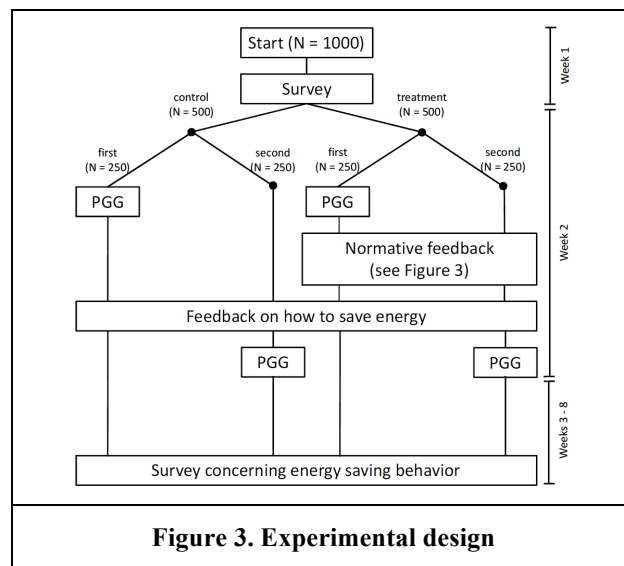 Start (N = 1000)
Survey
control
(N = 500)
treatment
(N = 500)
first
(N = 250)
second
(N = 250)
first
(N = 250)
second
(N = 250)
PGG
PGG
Normative feedback
(see Figure 3)
Feedback on how to save energy
PGG
PGG
Survey concerning energy saving behavior
Week 1
Week 2
Weeks 3 - 8
Figure 3. Experimental design